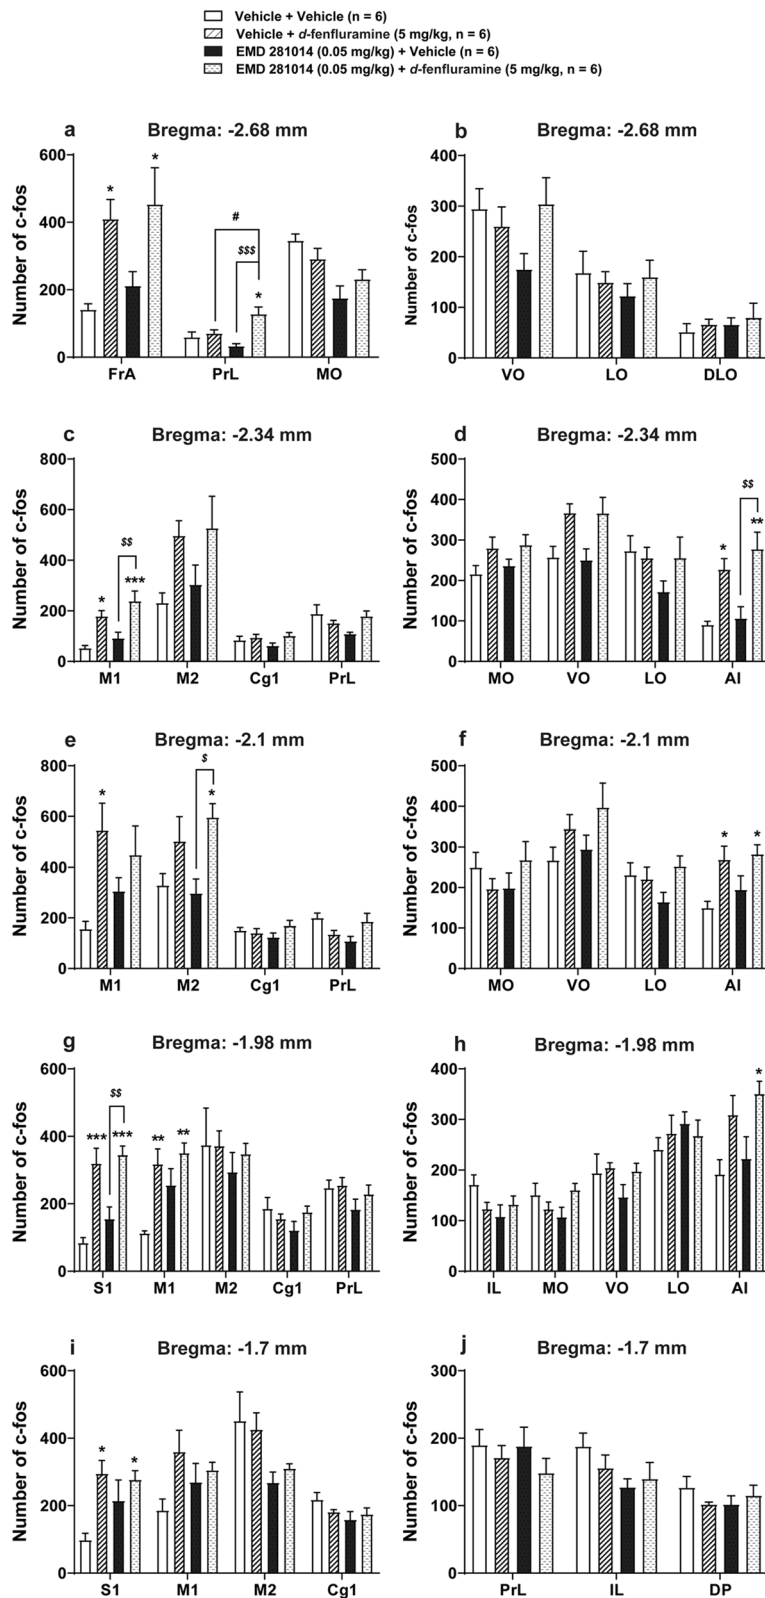 Vehicle + Vehicle (n = 6)
Vehicle + d-fenfluramine (5 mg/kg, n = 6)
EMD 281014 (0.05 mg/kg) + Vehicle (n = 6)
EMD 281014 (0.05 mg/kg) + d-fenfluramine (5 mg/kg, n = 6)
a Bregma: -2.68 mm
Number of c-fos
600
400
200
0
* * # $$$ *
FrA PrL MO
b Bregma: -2.68 mm
Number of c-fos
400
300
200
100
0
VO LO DLO
c Bregma: -2.34 mm
Number of c-fos
800
600
400
200
0
* $$ ***
M1 M2 Cg1 PrL
d Bregma: -2.34 mm
Number of c-fos
500
400
300
200
100
0
* $$ **
MO VO LO AI
e Bregma: -2.1 mm
Number of c-fos
800
600
400
200
0
* $ *
M1 M2 Cg1 PrL
f Bregma: -2.1 mm
Number of c-fos
500
400
300
200
100
0
* *
MO VO LO AI
g Bregma: -1.98 mm
Number of c-fos
600
400
200
0
*** $$ *** ** **
S1 M1 M2 Cg1 PrL
h Bregma: -1.98 mm
Number of c-fos
400
300
200
100
0
*
IL MO VO LO AI
i Bregma: -1.7 mm
Number of c-fos
600
400
200
0
* *
S1 M1 M2 Cg1
j Bregma: -1.7 mm
Number of c-fos
300
200
100
0
PrL IL DP